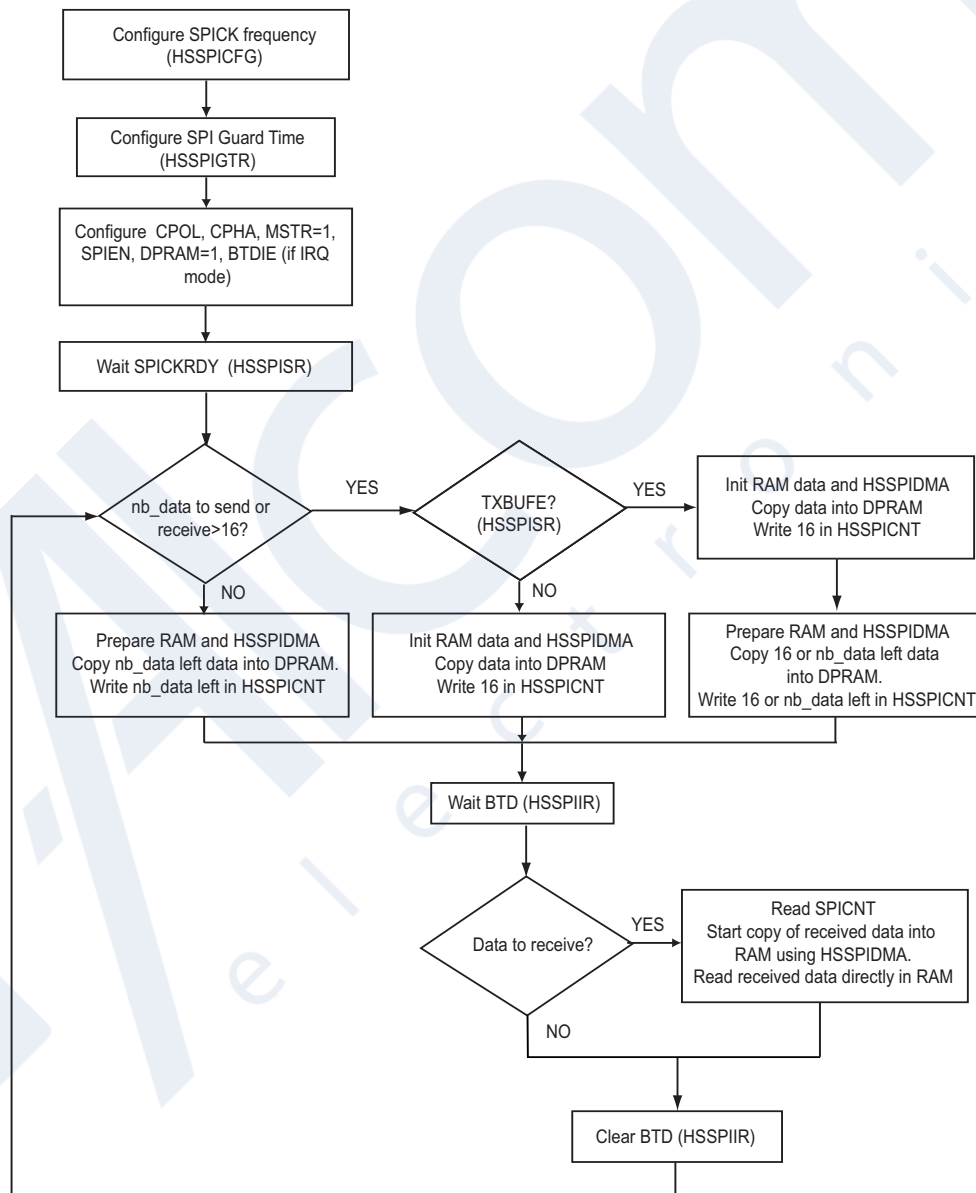 Configure SPICK frequency
(HSSPICFG)
Configure SPI Guard Time
(HSSPIGTR)
Configure CPOL, CPHA, MSTR=1,
SPIEN, DPRAM=1, BTDIE (if IRQ
mode)
Wait SPICKRDY (HSSPISR)
nb_data to send or
receive>16?
YES
NO
TXBUFE?
(HSSPISR)
YES
NO
Init RAM data and HSSPIDMA
Copy data into DPRAM
Write 16 in HSSPICNT
Prepare RAM and HSSPIDMA
Copy nb_data left data into DPRAM.
Write nb_data left in HSSPICNT
Init RAM data and HSSPIDMA
Copy data into DPRAM
Write 16 in HSSPICNT
Prepare RAM and HSSPIDMA
Copy 16 or nb_data left data
into DPRAM.
Write 16 or nb_data left in HSSPICNT
Wait BTD (HSSPIIR)
Data to receive?
YES
NO
Read SPICNT
Start copy of received data into
RAM using HSSPIDMA.
Read received data directly in RAM
Clear BTD (HSSPIIR)